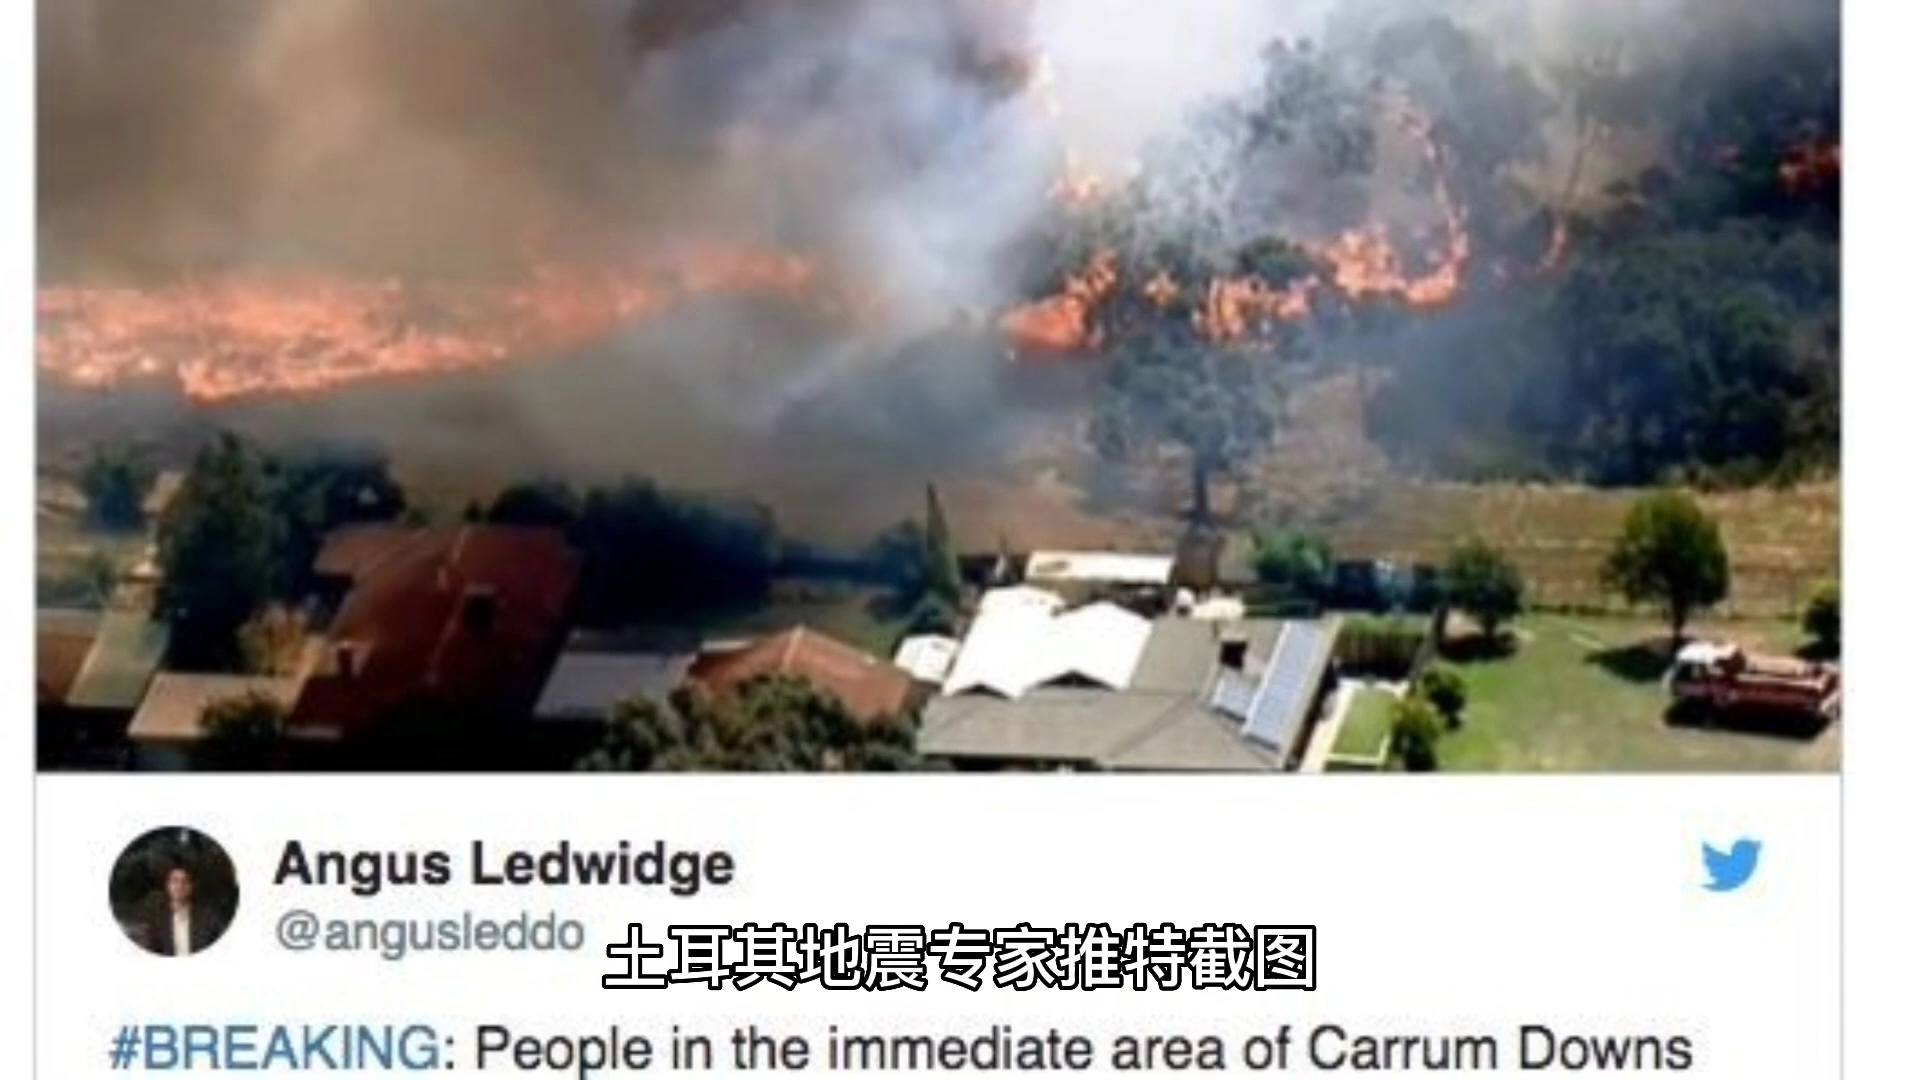 Angus Ledwidge
@angusleddo
土耳其地震专家推特截图
#BREAKING: People in the immediate area of Carrum Downs